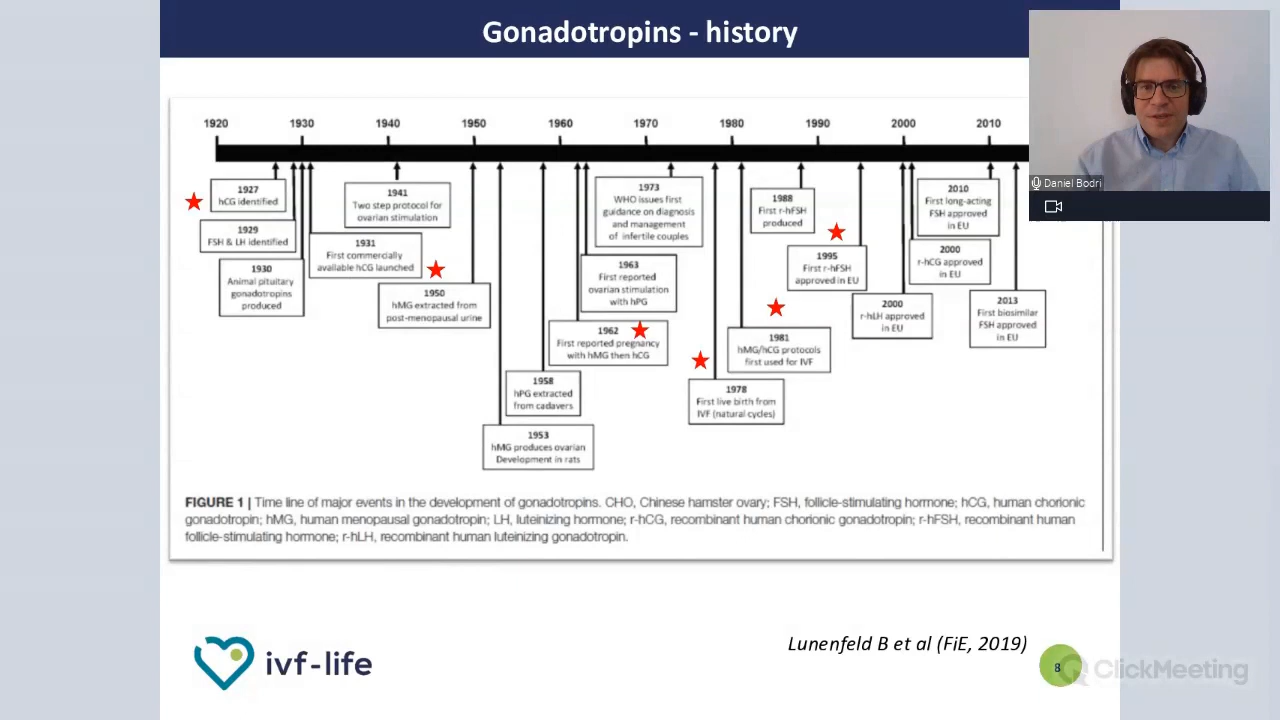 Gonadotropins - history
Daniel Bodri
1920 1930 1940 1950 1960 1970 1980 1990 2000 2010
1927
hCG identified
1929
FSH & LH identified
1930
Animal pituitary
gonadotropins
produced
1931
First commercially
available hCG launched
1941
Two step protocol for
ovarian stimulation
1950
hMG extracted from
post-menopausal urine
1953
hMG produces ovarian
Development in rats
1958
hPG extracted
from cadavers
1962
First reported pregnancy
with hMG then hCG
1963
First reported
ovarian stimulation
with hPG
1973
WHO issues first
guidance on diagnosis
and management
of infertile couples
1978
First live birth from
IVF (natural cycles)
1981
hMG/hCG protocols
first used for IVF
1988
First r-hFSH
produced
1995
First r-hFSH
approved in EU
2000
r-hLH approved
in EU
2000
r-hCG approved
in EU
2010
First long-acting
FSH approved
in EU
2013
First biosimilar
FSH approved
in EU
FIGURE 1 | Time line of major events in the development of gonadotropins. CHO, Chinese hamster ovary; FSH, follicle-stimulating hormone; hCG, human chorionic
gonadotropin; hMG, human menopausal gonadotropin; LH, luteinizing hormone; r-hCG, recombinant human chorionic gonadotropin; r-hFSH, recombinant human
follicle-stimulating hormone; r-hLH, recombinant human luteinizing gonadotropin.
Lunenfeld B et al (FiE, 2019)
ivf-life
8
ClickMeeting